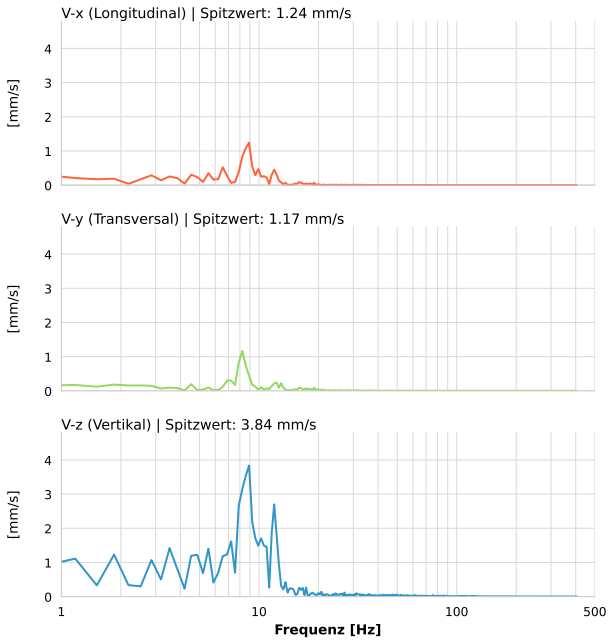 V-x (Longitudinal) | Spitzwert: 1.24 mm/s
4
3
2
1
0
[mm/s]
V-y (Transversal) | Spitzwert: 1.17 mm/s
4
3
2
1
0
[mm/s]
V-z (Vertikal) | Spitzwert: 3.84 mm/s
4
3
2
1
0
[mm/s]
1 10 100 500
Frequenz [Hz]